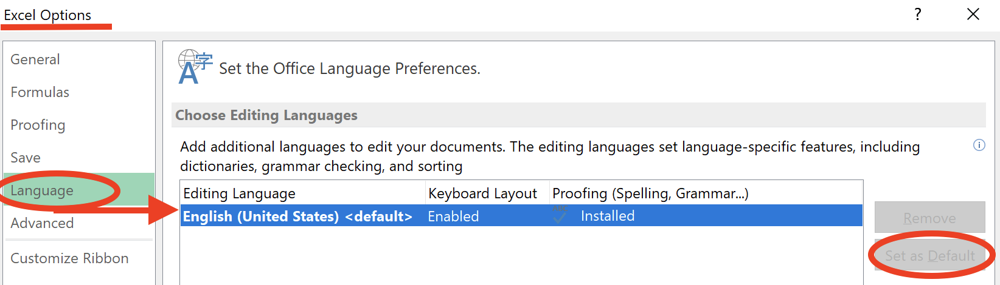 Excel Options
?
General
Formulas
Proofing
Save
Language
Advanced
Customize Ribbon
A字
Set the Office Language Preferences.
Choose Editing Languages
Add additional languages to edit your documents. The editing languages set language-specific features, including
dictionaries, grammar checking, and sorting
Editing Language Keyboard Layout Proofing (Spelling, Grammar...)
English (United States) <default> Enabled Installed
Remove
Set as Default